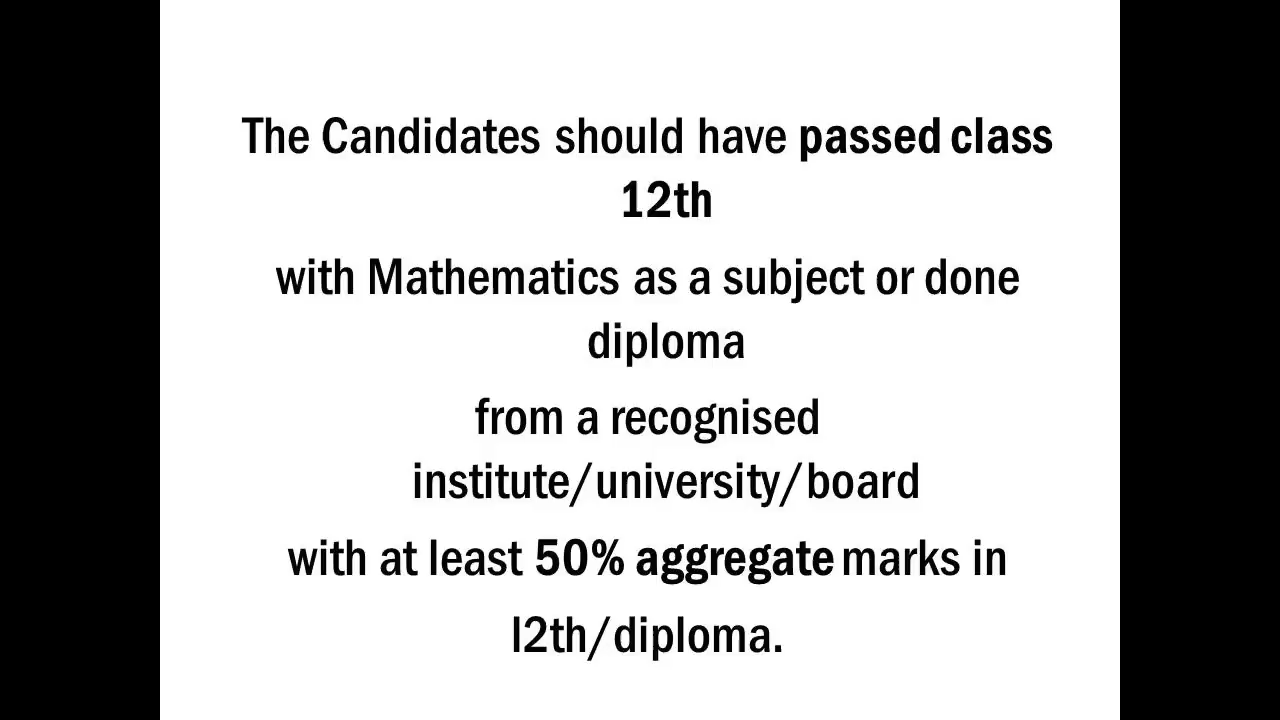 The Candidates should have passed class
12th
with Mathematics as a subject or done
diploma
from a recognised
institute/university/board
with at least 50% aggregate marks in
l2th/diploma.